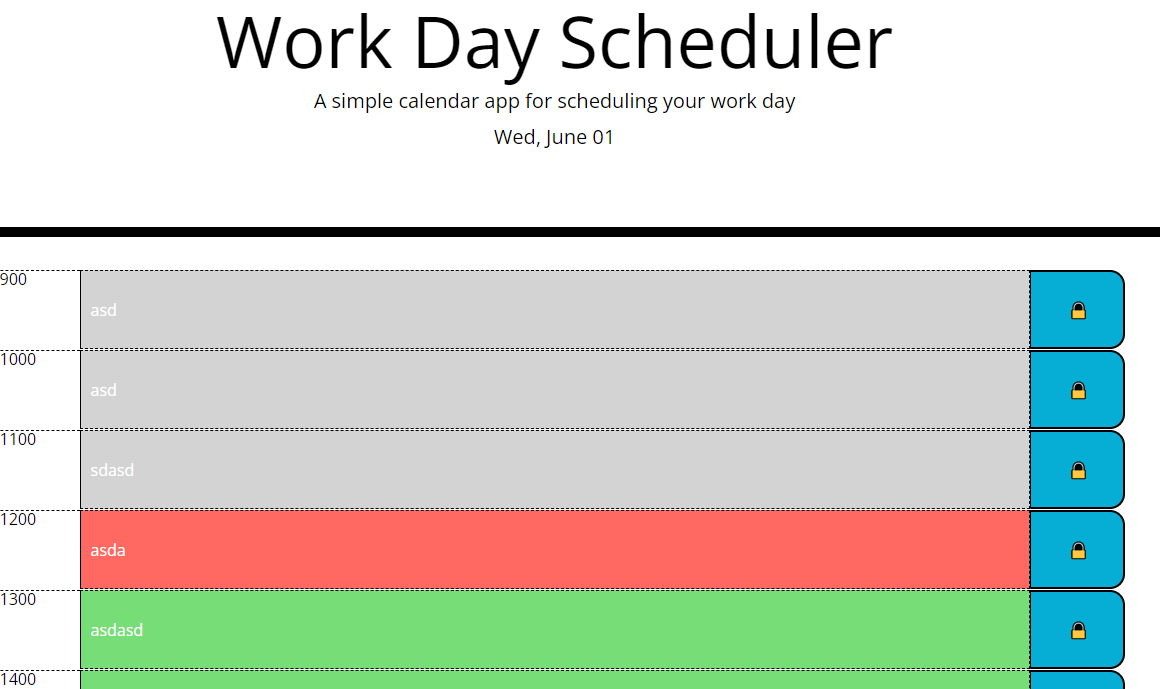 Work Day Scheduler
A simple calendar app for scheduling your work day
Wed, June 01
900
asd
1000
asd
1100
sdasd
1200
asda
1300
asdasd
1400